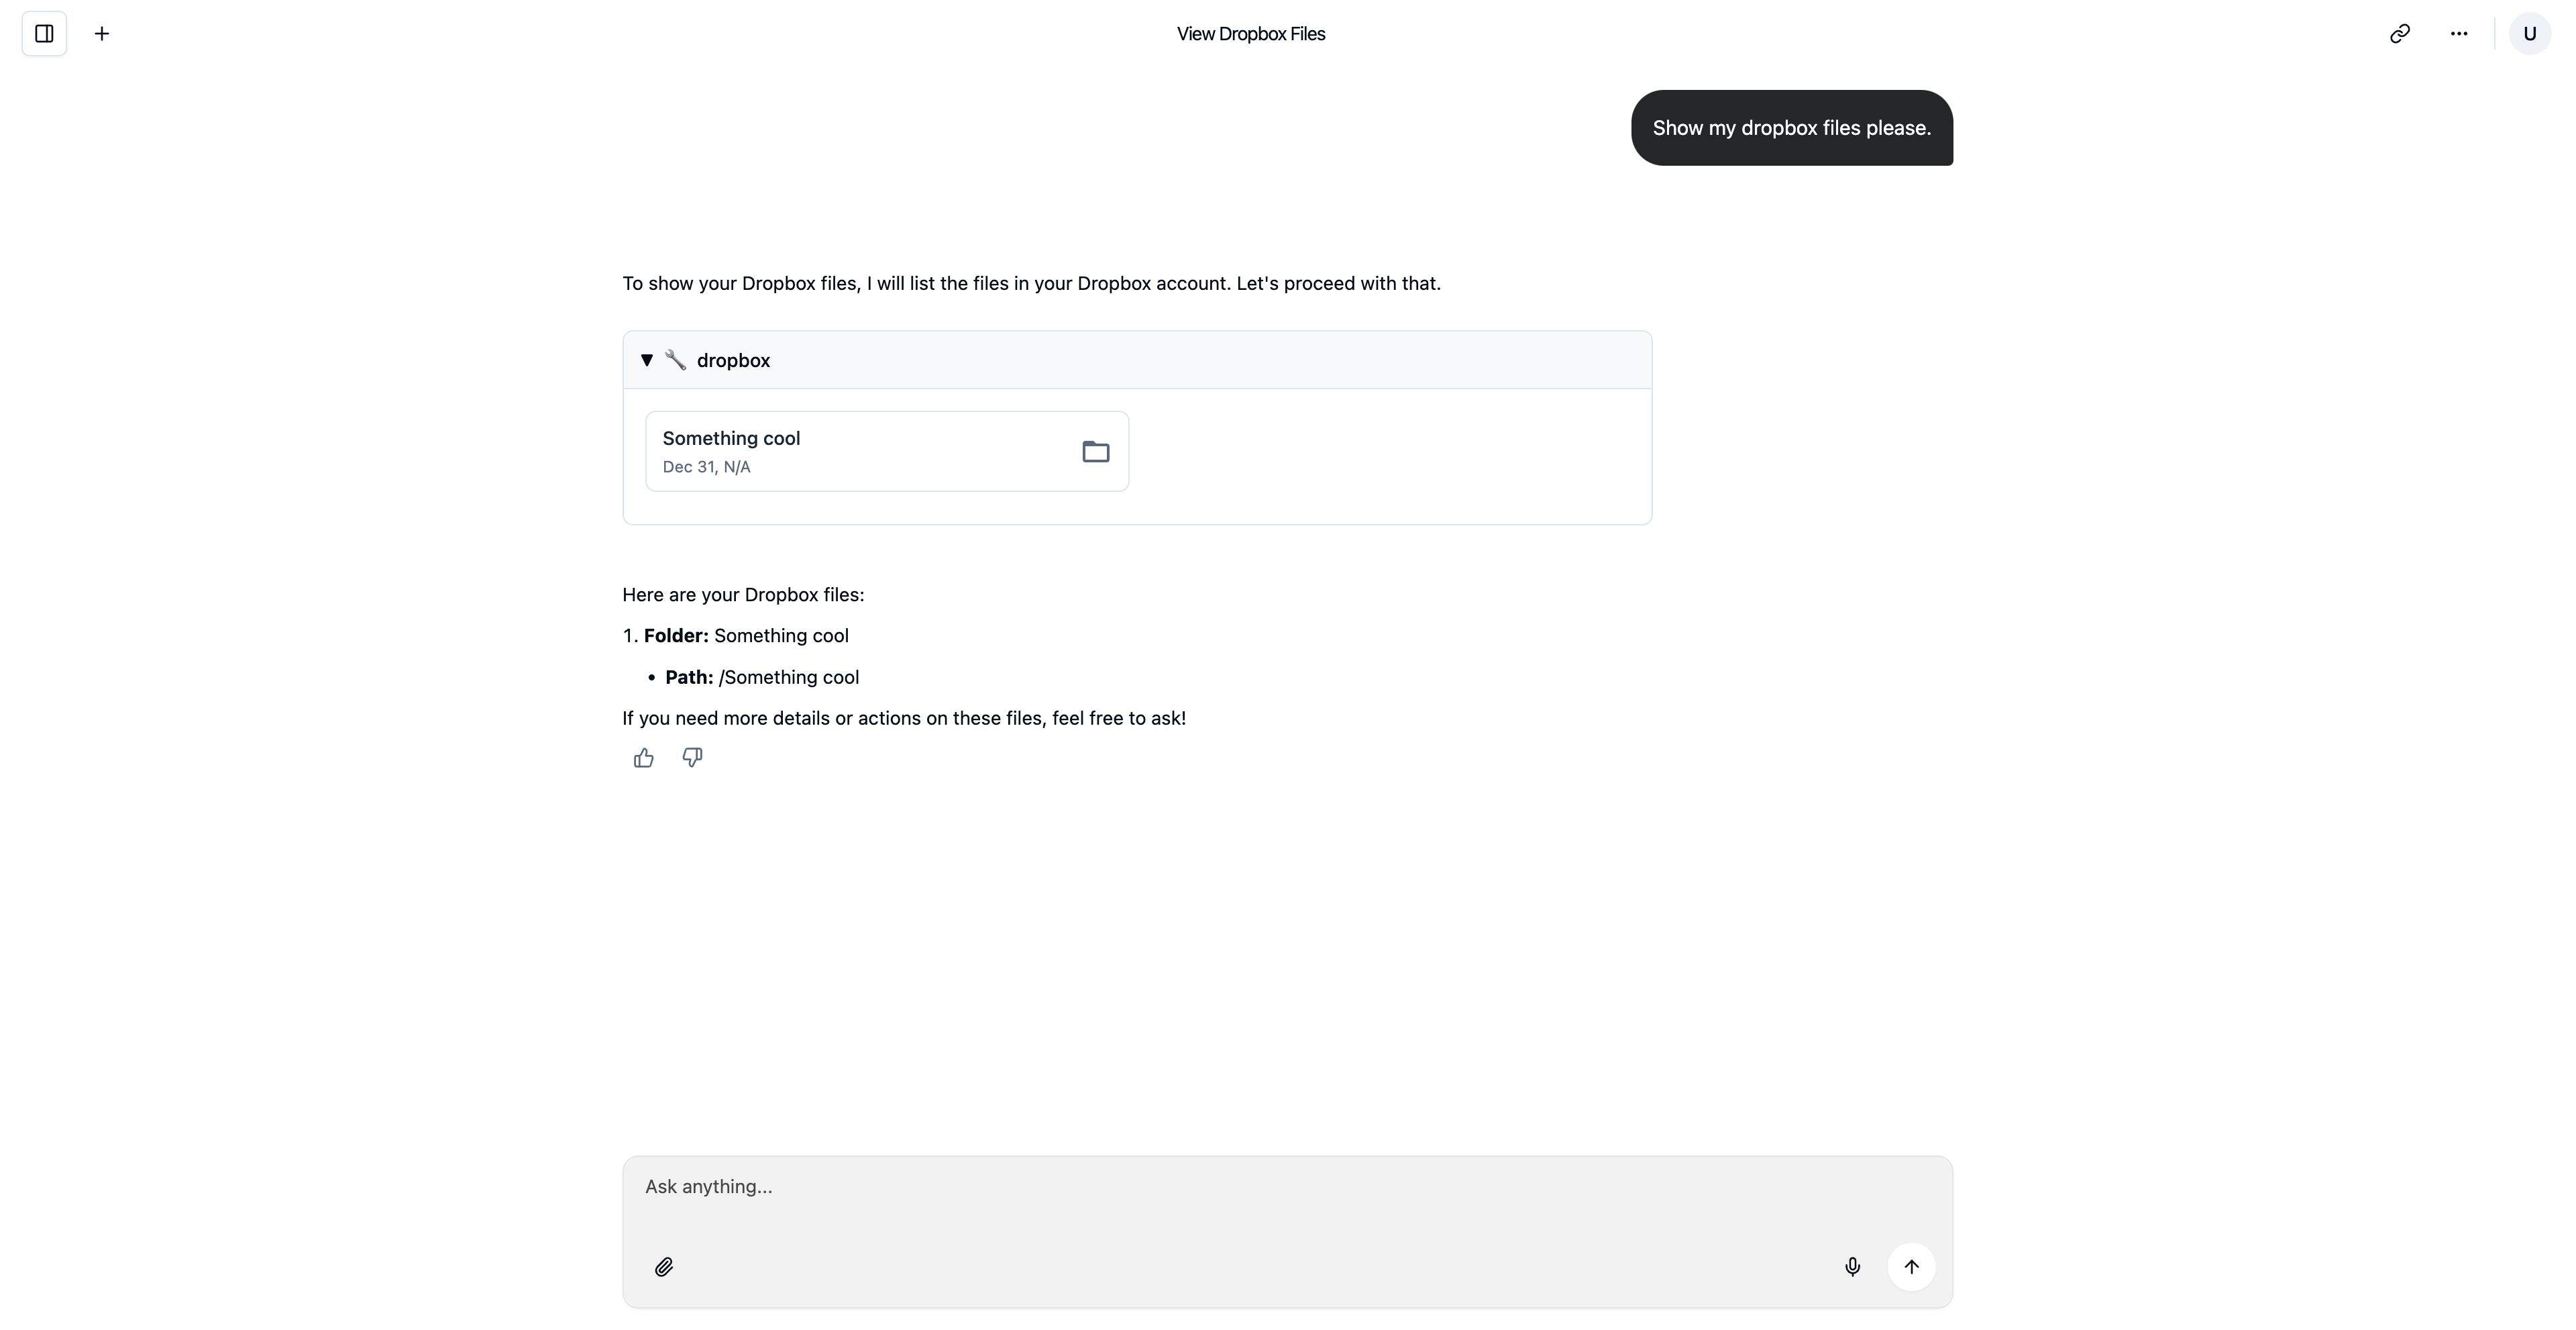 View Dropbox Files
U
Show my dropbox files please.
To show your Dropbox files, I will list the files in your Dropbox account. Let's proceed with that.
▼ 🔧 dropbox
Something cool
Dec 31, N/A
Here are your Dropbox files:
1. Folder: Something cool
• Path: /Something cool
If you need more details or actions on these files, feel free to ask!
Ask anything...